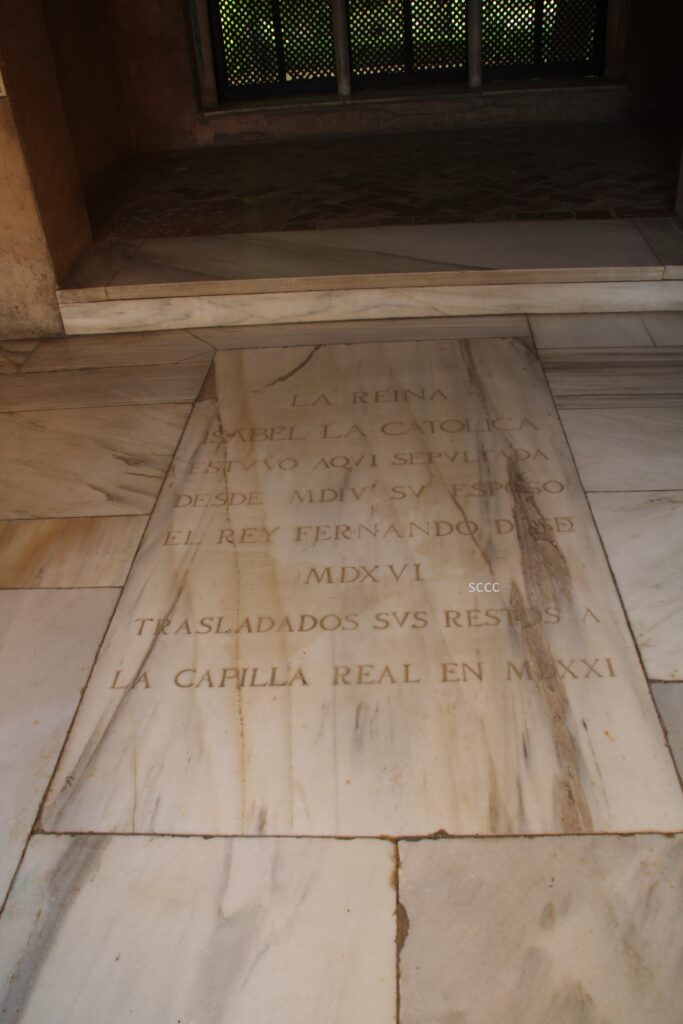 LA REINA
ISABEL LA CATOLICA
ESTVVO AQVI SEPVLTADA
DESDE MDIV SV ESPOSO
EL REY FERNANDO DESDE
MDXVI
SCCC
TRASLADADOS SVS RESTOS A
LA CAPILLA REAL EN MDXXI